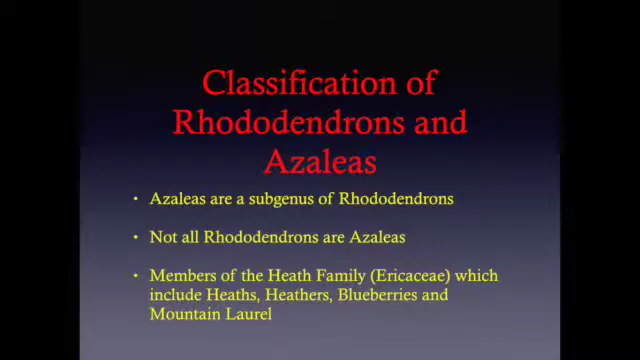 Classification of
Rhododendrons and
Azaleas
• Azaleas are a subgenus of Rhododendrons
• Not all Rhododendrons are Azaleas
• Members of the Heath Family (Ericaceae) which
include Heaths, Heathers, Blueberries and
Mountain Laurel